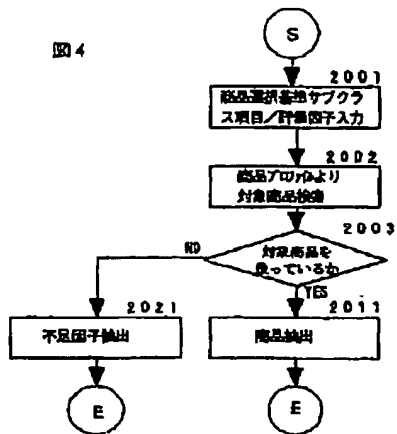 図4
S
2001
商品選択基準サブクラ
ス項目/評価因子入力
2002
商品プロファイルより
対象商品検索
2003
対象商品を
扱っているか
NO
YES
2021
不足因子抽出
2011
商品抽出
E
E